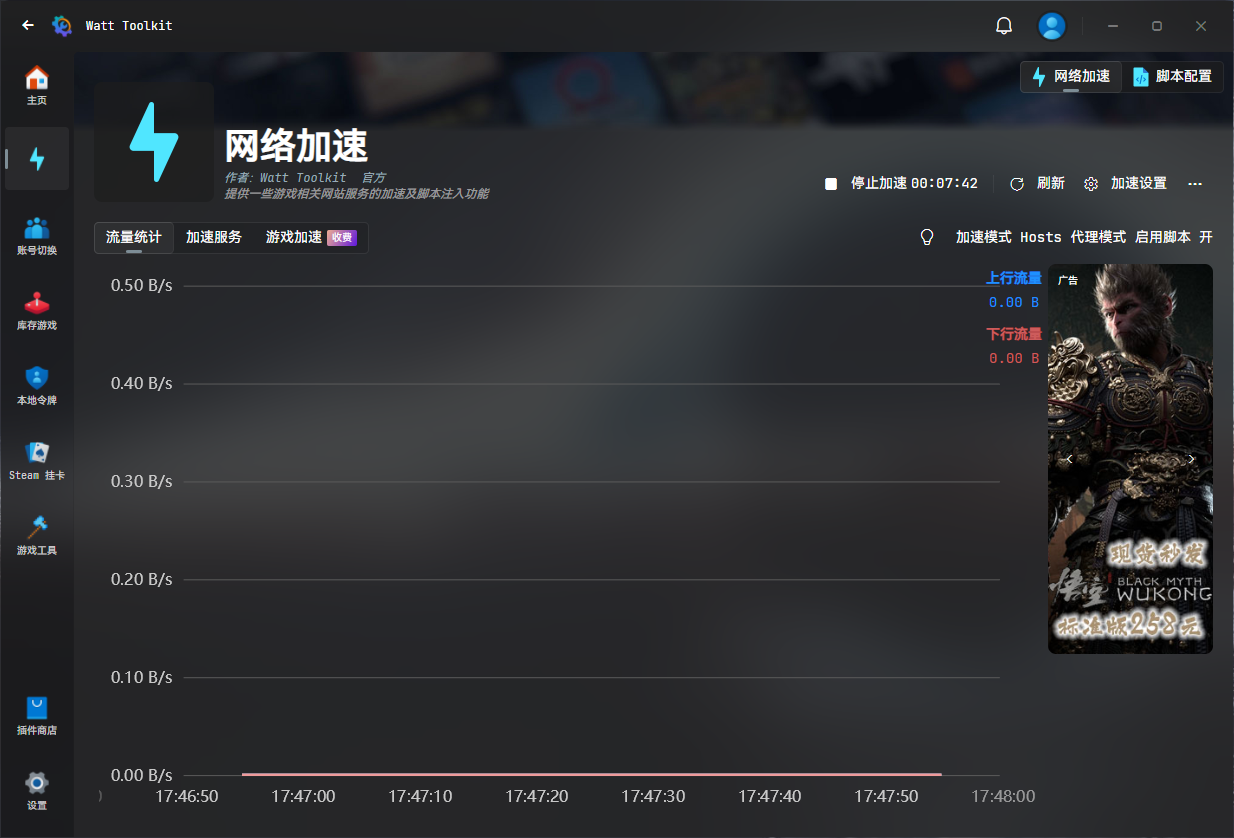 Watt Toolkit
主页
账号切换
库存游戏
本地令牌
Steam 挂卡
游戏工具
插件商店
设置
网络加速
脚本配置
网络加速
作者: Watt Toolkit 官方
提供一些游戏相关网站服务的加速及脚本注入功能
停止加速 00:07:42
刷新
加速设置
流量统计
加速服务
游戏加速 收费
加速模式 Hosts 代理模式 启用脚本 开
0.50 B/s
0.40 B/s
0.30 B/s
0.20 B/s
0.10 B/s
0.00 B/s
17:46:50
17:47:00
17:47:10
17:47:20
17:47:30
17:47:40
17:47:50
17:48:00
上行流量
0.00 B
下行流量
0.00 B
广告
现货秒发
悟空
BLACK MYTH
WUKONG
标准版258元